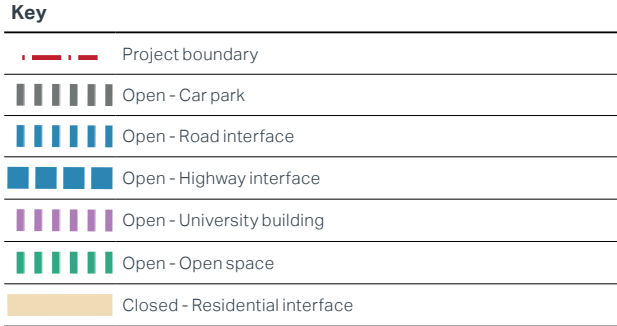 Key
Project boundary
Open - Car park
Open - Road interface
Open - Highway interface
Open - University building
Open - Open space
Closed - Residential interface